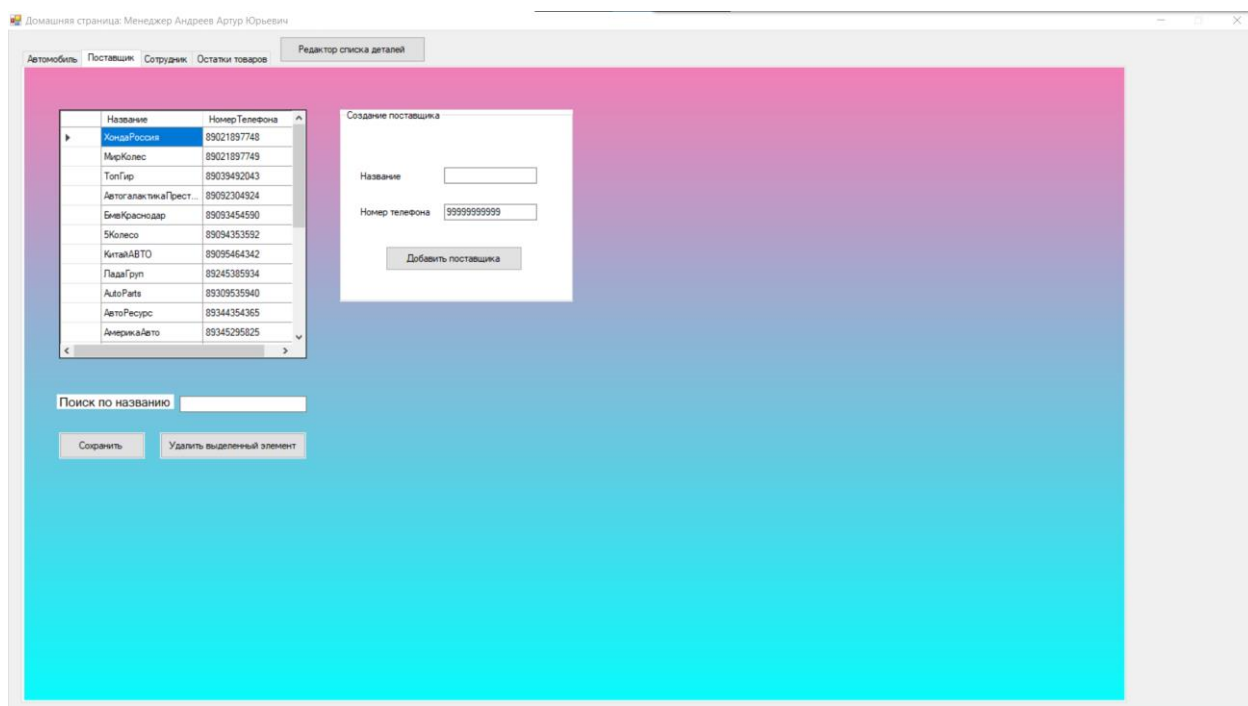 Домашняя страница: Менеджер Андреев Артур Юрьевич
Редактор списка деталей
Автомобиль Поставщик Сотрудник Остатки товаров
Название НомерТелефона
ХондаРоссия 89021897748
МирКолес 89021897749
ТопГир 89039492043
АвтогалактикаПрест... 89092304924
БмвКраснодар 89093454590
5Колесо 89094353592
КитайАВТО 89095464342
ПадаГруп 89245385934
AutoParts 89309535940
АвтоРесурс 89344354365
АмерикаАвто 89345295825
Создание поставщика
Название
Номер телефона 99999999999
Добавить поставщика
Поиск по названию
Сохранить Удалить выделенный элемент